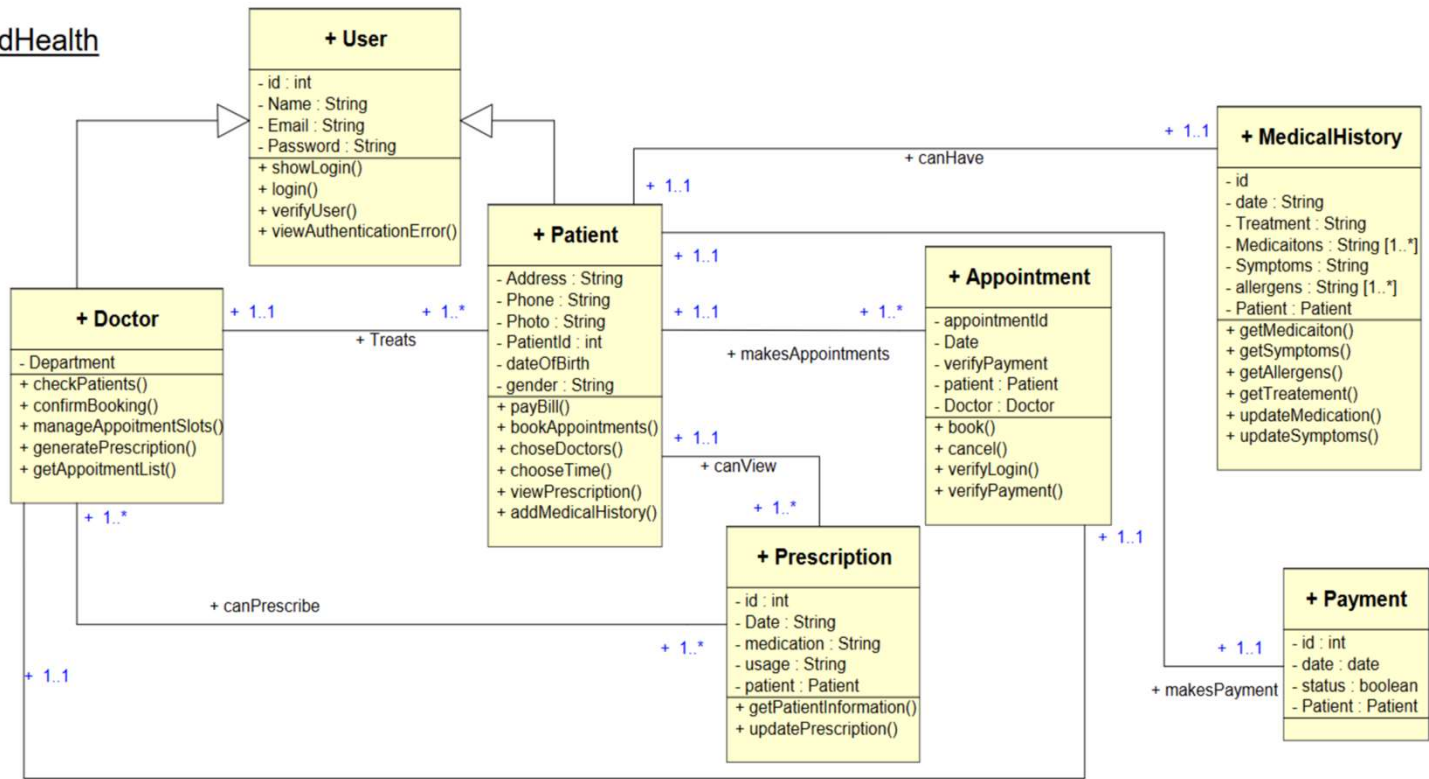 dHealth
+ User
- id : int
- Name : String
- Email : String
- Password : String
+ showLogin()
+ login()
+ verifyUser()
+ viewAuthenticationError()
+ Doctor
- Department
+ checkPatients()
+ confirmBooking()
+ manageAppoitmentSlots()
+ generatePrescription()
+ getAppoitmentList()
+ 1..1
+ 1..*
+ Treats
+ Patient
- Address : String
- Phone : String
- Photo : String
- PatientId : int
- dateOfBirth
- gender : String
+ payBill()
+ bookAppointments()
+ choseDoctors()
+ chooseTime()
+ viewPrescription()
+ addMedicalHistory()
+ 1..1
+ canHave
+ 1..1
+ MedicalHistory
- id
- date : String
- Treatment : String
- Medicaitons : String [1..*]
- Symptoms : String
- allergens : String [1..*]
- Patient : Patient
+ getMedicaiton()
+ getSymptoms()
+ getAllergens()
+ getTreatement()
+ updateMedication()
+ updateSymptoms()
+ 1..1
+ 1..1
+ 1..*
+ makesAppointments
+ Appointment
- appointmentId
- Date
- verifyPayment
- patient : Patient
- Doctor : Doctor
+ book()
+ cancel()
+ verifyLogin()
+ verifyPayment()
+ 1..1
+ canView
+ 1..*
+ 1..*
+ canPrescribe
+ 1..*
+ Prescription
- id : int
- Date : String
- medication : String
- usage : String
- patient : Patient
+ getPatientInformation()
+ updatePrescription()
+ 1..1
+ 1..1
+ 1..1
+ makesPayment
+ Payment
- id : int
- date : date
- status : boolean
- Patient : Patient